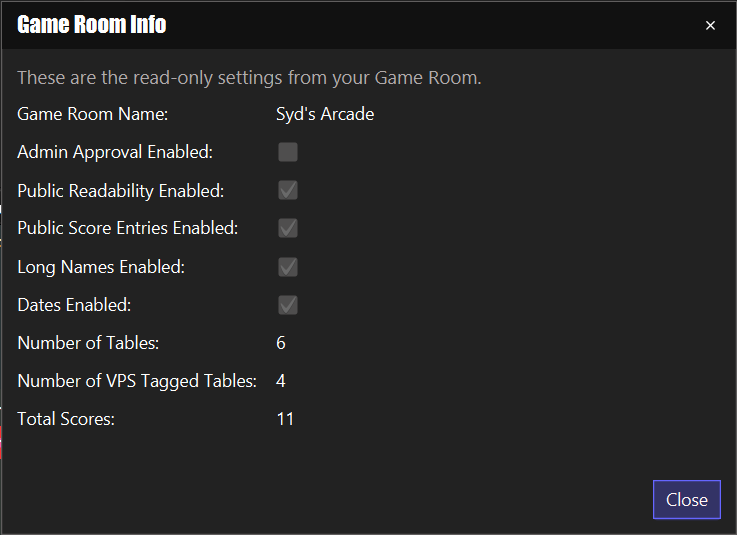 Game Room Info
These are the read-only settings from your Game Room.
Game Room Name: Syd's Arcade
Admin Approval Enabled:
Public Readability Enabled:
Public Score Entries Enabled:
Long Names Enabled:
Dates Enabled:
Number of Tables: 6
Number of VPS Tagged Tables: 4
Total Scores: 11
Close